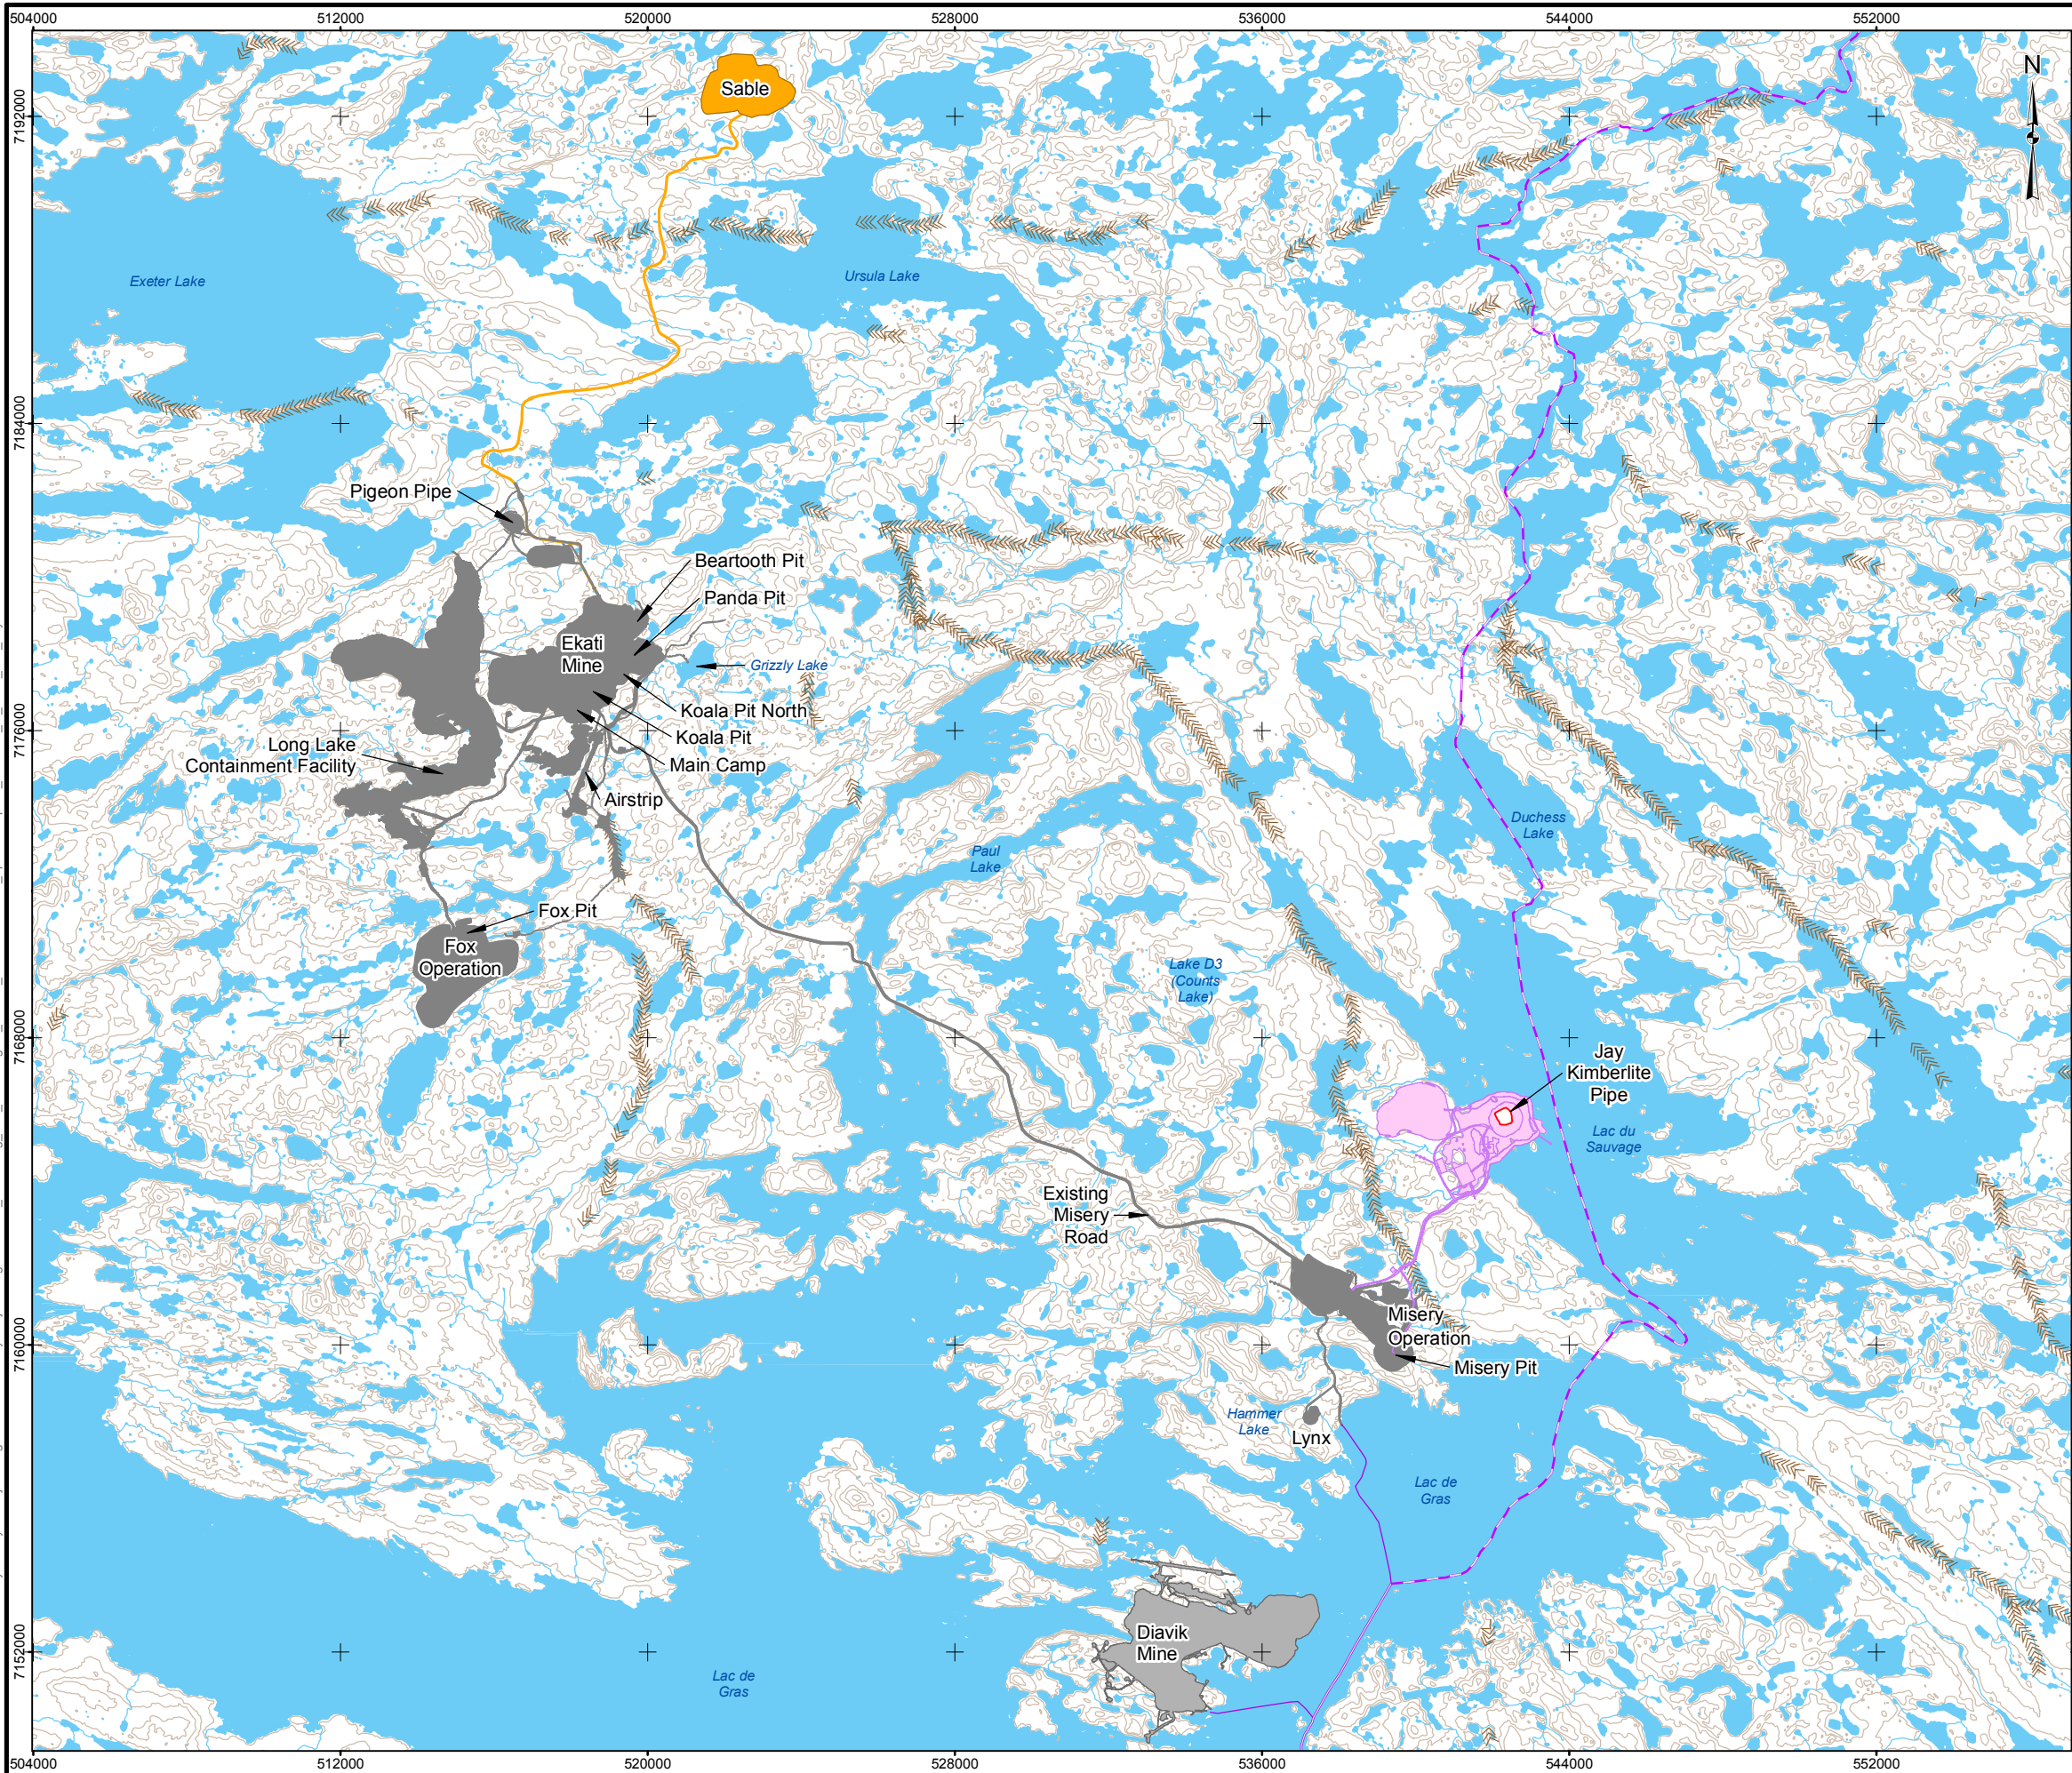 504000
512000
520000
528000
536000
544000
552000
N
Sable
7192000
Exeter Lake
Ursula Lake
7184000
Pigeon Pipe
Beartooth Pit
Panda Pit
Ekati
Mine
Grizzly Lake
Koala Pit North
7176000
Koala Pit
Long Lake
Containment Facility
Main Camp
Airstrip
Duchess
Lake
Paul
Lake
Fox Pit
Fox
Operation
Lake D3
(Counts
Lake)
7168000
Jay
Kimberlite
Pipe
Lac du
Sauvage
Existing
Misery
Road
Misery
Operation
7160000
Misery Pit
Hammer
Lake
Lynx
Lac de
Gras
Diavik
Mine
7152000
Lac de
Gras
504000
512000
520000
528000
536000
544000
552000